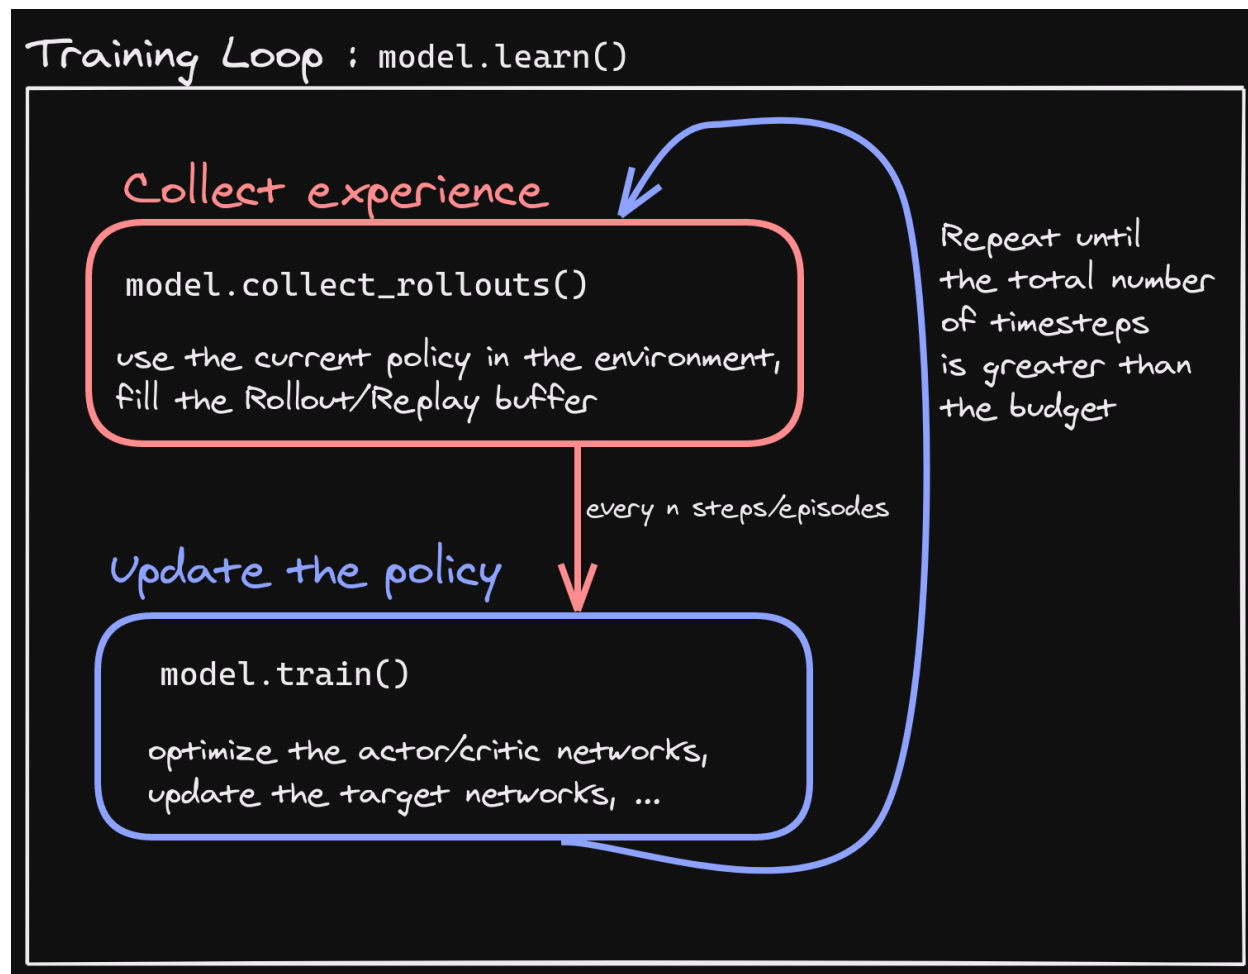 Training Loop : model.learn()
Collect experience
model.collect_rollouts()
use the current policy in the environment,
fill the Rollout/Replay buffer
Repeat until
the total number
of timesteps
is greater than
the budget
every n steps/episodes
Update the policy
model.train()
optimize the actor/critic networks,
update the target networks, ...